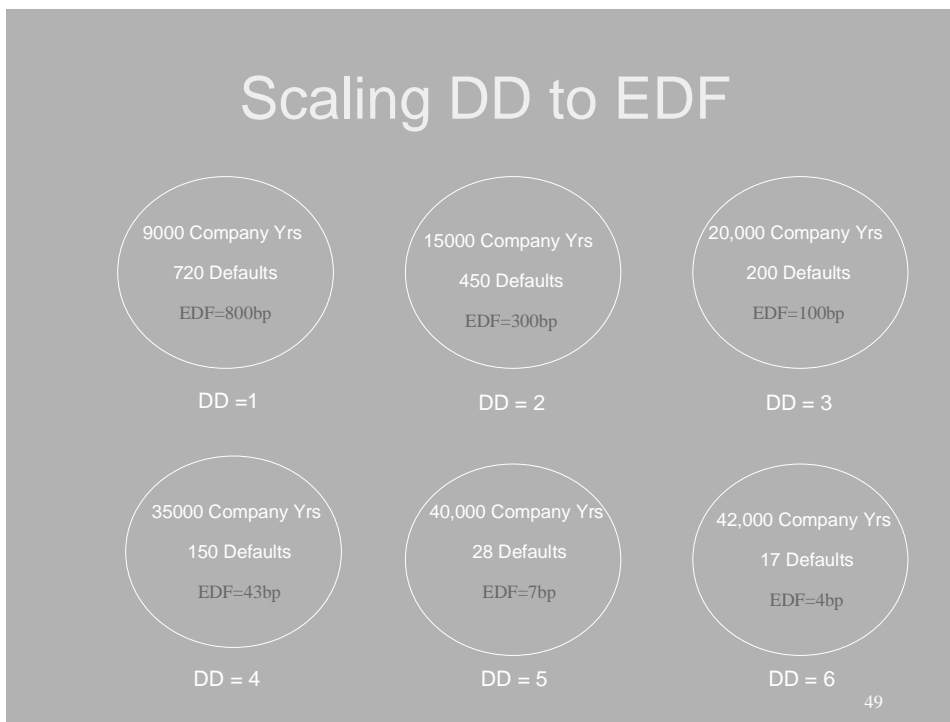 Scaling DD to EDF
9000 Company Yrs
720 Defaults
EDF=800bp
DD =1
15000 Company Yrs
450 Defaults
EDF=300bp
DD = 2
20,000 Company Yrs
200 Defaults
EDF=100bp
DD = 3
35000 Company Yrs
150 Defaults
EDF=43bp
DD = 4
40,000 Company Yrs
28 Defaults
EDF=7bp
DD = 5
42,000 Company Yrs
17 Defaults
EDF=4bp
DD = 6
49